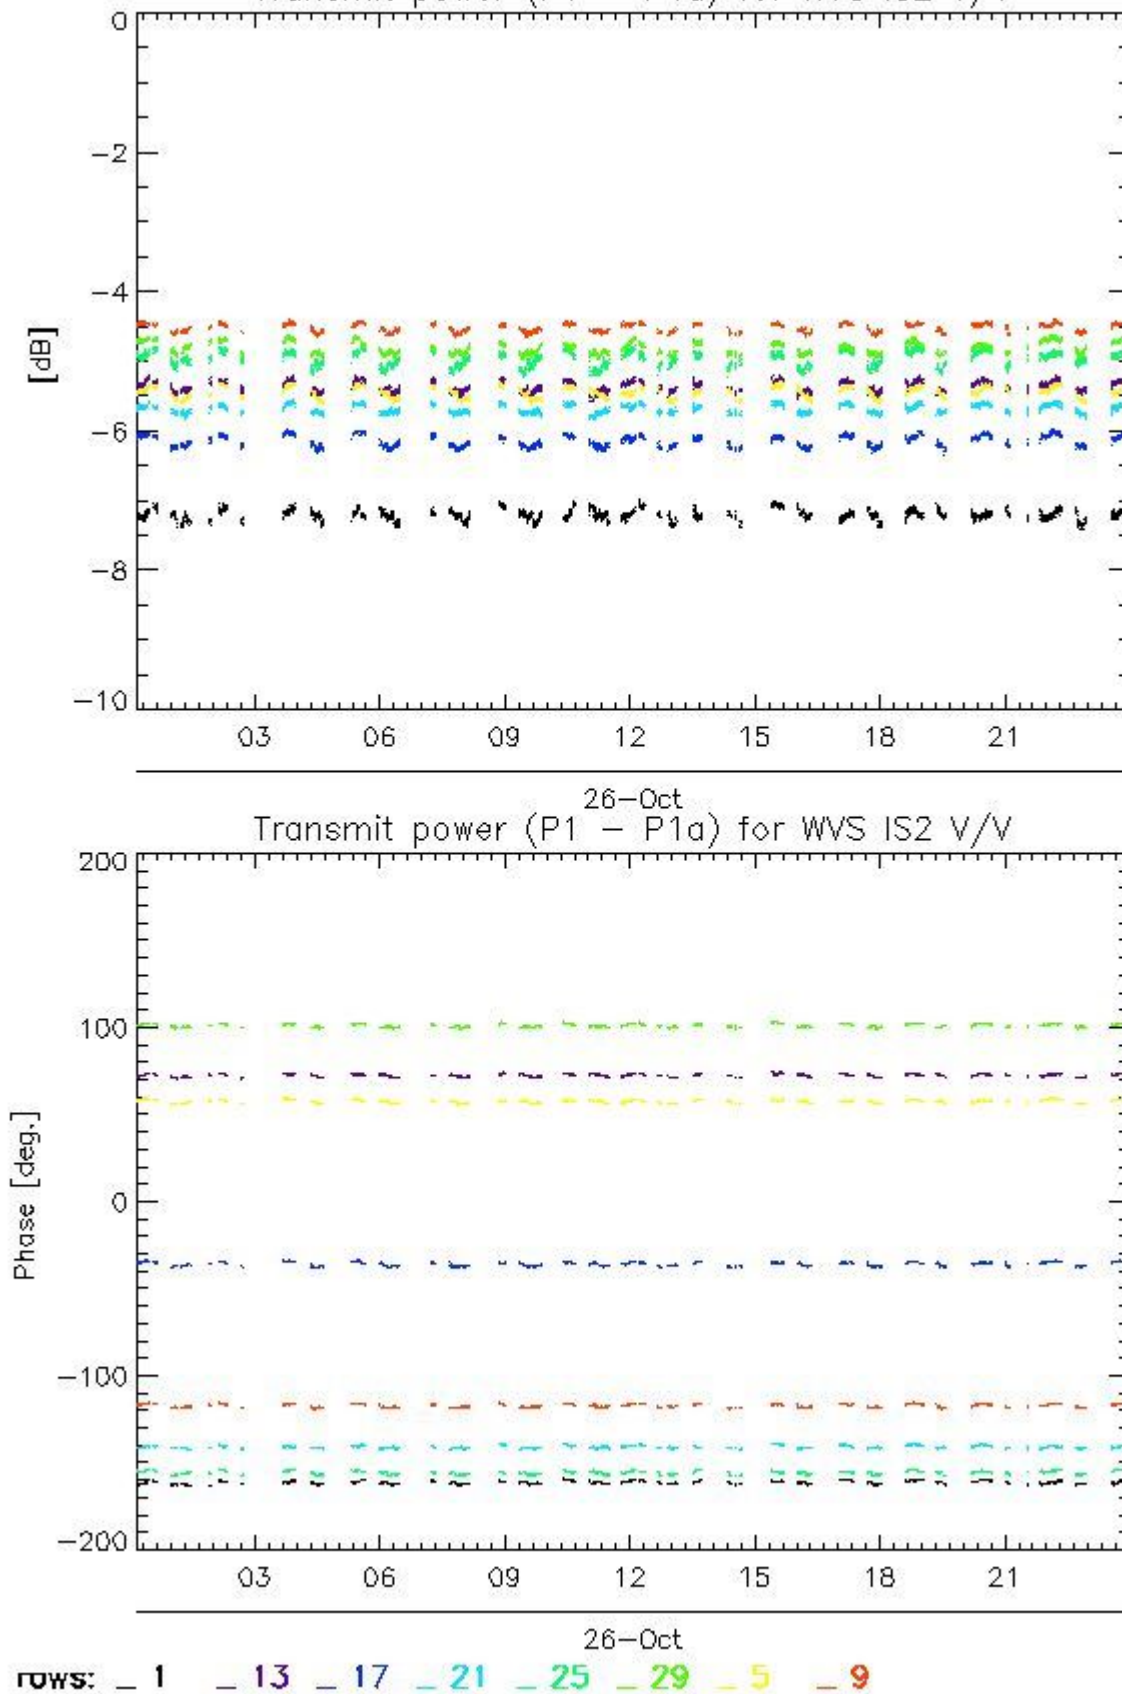 0
-2
-4
[dB]
-6
-8
-10
03 06 09 12 15 18 21
26-Oct
Transmit power (P1 - P1a) for WVS IS2 V/V
200
100
0
Phase [deg.]
-100
-200
03 06 09 12 15 18 21
26-Oct
rows: _ 1 _ 13 _ 17 _ 21 _ 25 _ 29 _ 5 _ 9